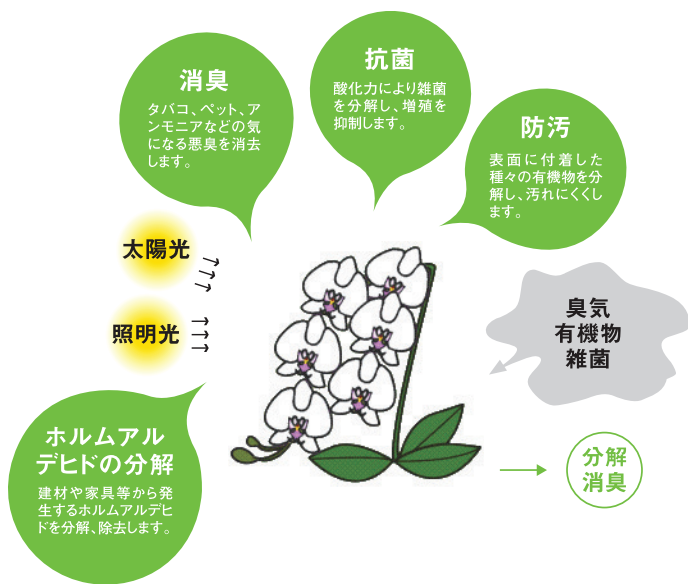 消臭
タバコ、ペット、ア
ンモニアなどの気
になる悪臭を消去
します。
抗菌
酸化力により雑菌
を分解し、増殖を
抑制します。
防汚
表面に付着した
種々の有機物を分
解し、汚れにくくし
ます。
太陽光
照明光
臭気
有機物
雑菌
ホルムアル
デヒドの分解
建材や家具等から発
生するホルムアルデヒ
ドを分解、除去します。
分解
消臭